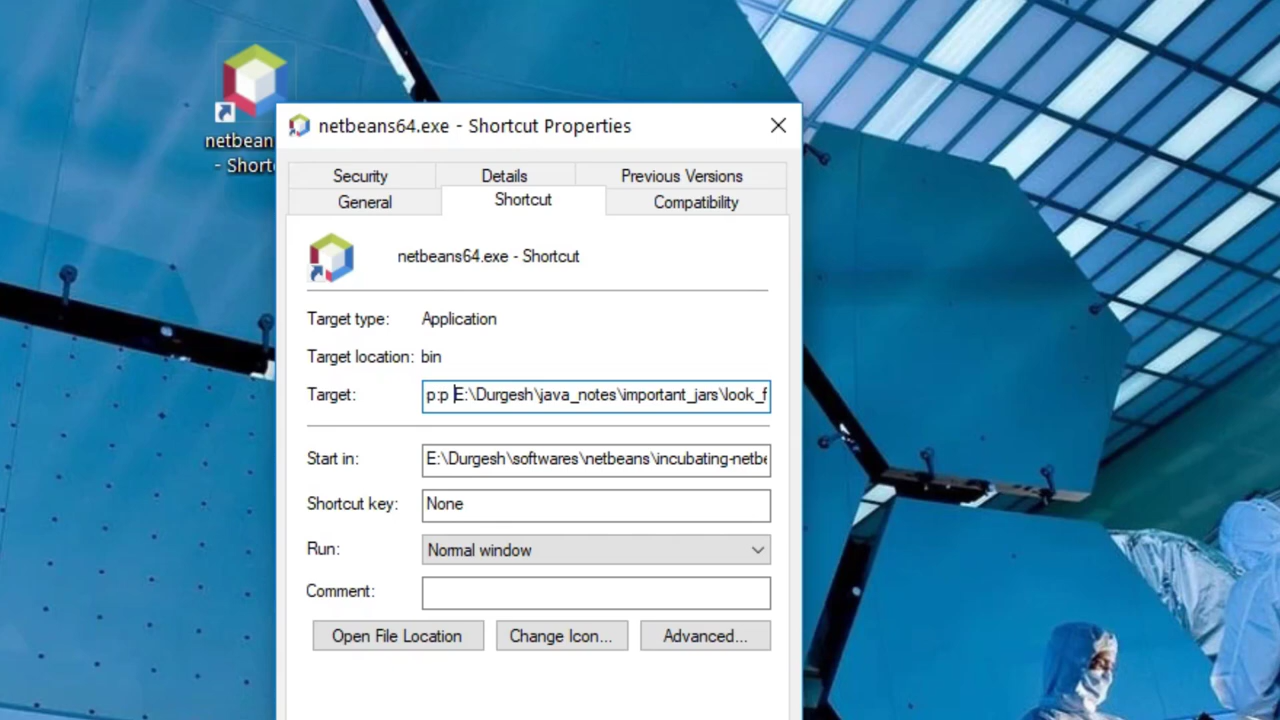 netbean
- Short
netbeans64.exe - Shortcut Properties
Security Details Previous Versions
General Shortcut Compatibility
netbeans64.exe - Shortcut
Target type: Application
Target location: bin
Target: p:p E:\Durgesh\java_notes\important_jars\look_f
Start in: E:\Durgesh\softwares\netbeans\incubating-netbe
Shortcut key: None
Run: Normal window
Comment:
Open File Location Change Icon... Advanced...